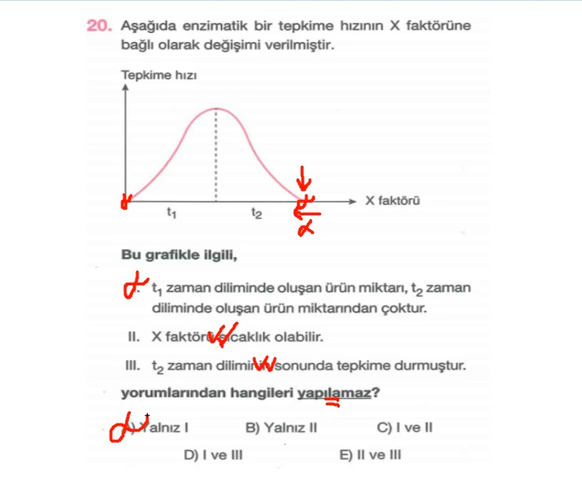 20. Aşağıda enzimatik bir tepkime hızının X faktörüne
bağlı olarak değişimi verilmiştir.
Tepkime hızı
X faktörü
t₁ t₂
Bu grafikle ilgili,
t₁ zaman diliminde oluşan ürün miktarı, t₂ zaman
diliminde oluşan ürün miktarından çoktur.
II. X faktörü sıcaklık olabilir.
III. t₂ zaman dilimi sonunda tepkime durmuştur.
yorumlarından hangileri yapılamaz?
A) Yalnız I B) Yalnız II C) I ve II
D) I ve III E) II ve III